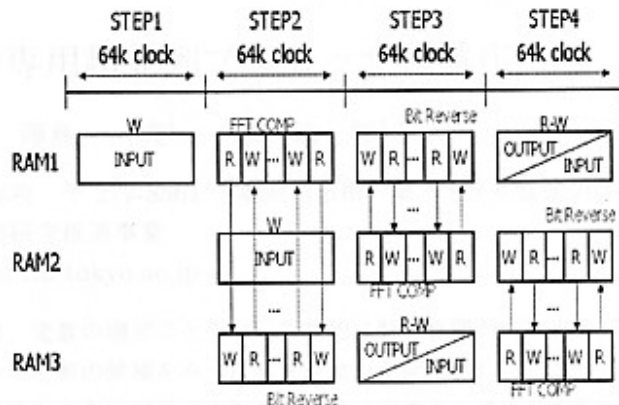 STEP1 STEP2 STEP3 STEP4
64k clock 64k clock 64k clock 64k clock
W FFT COMP Bit Reverse R-W
RAM1 INPUT R W ... W R W R ... R W OUTPUT INPUT
... Bit Reverse
W ...
RAM2 INPUT R W ... W R W R ... R W
FFT COMP
... R-W ...
RAM3 W R ... R W OUTPUT INPUT R W ... W R
Bit Reverse FFT COMP